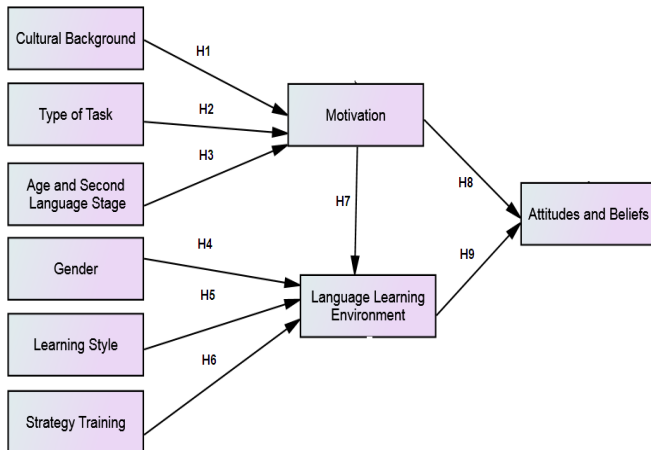 Cultural Background
H1
Type of Task
H2
Motivation
Age and Second
Language Stage
H3
H7
H8
Attitudes and Beliefs
Gender
H4
H9
Language Learning
Environment
H5
Learning Style
H6
Strategy Training